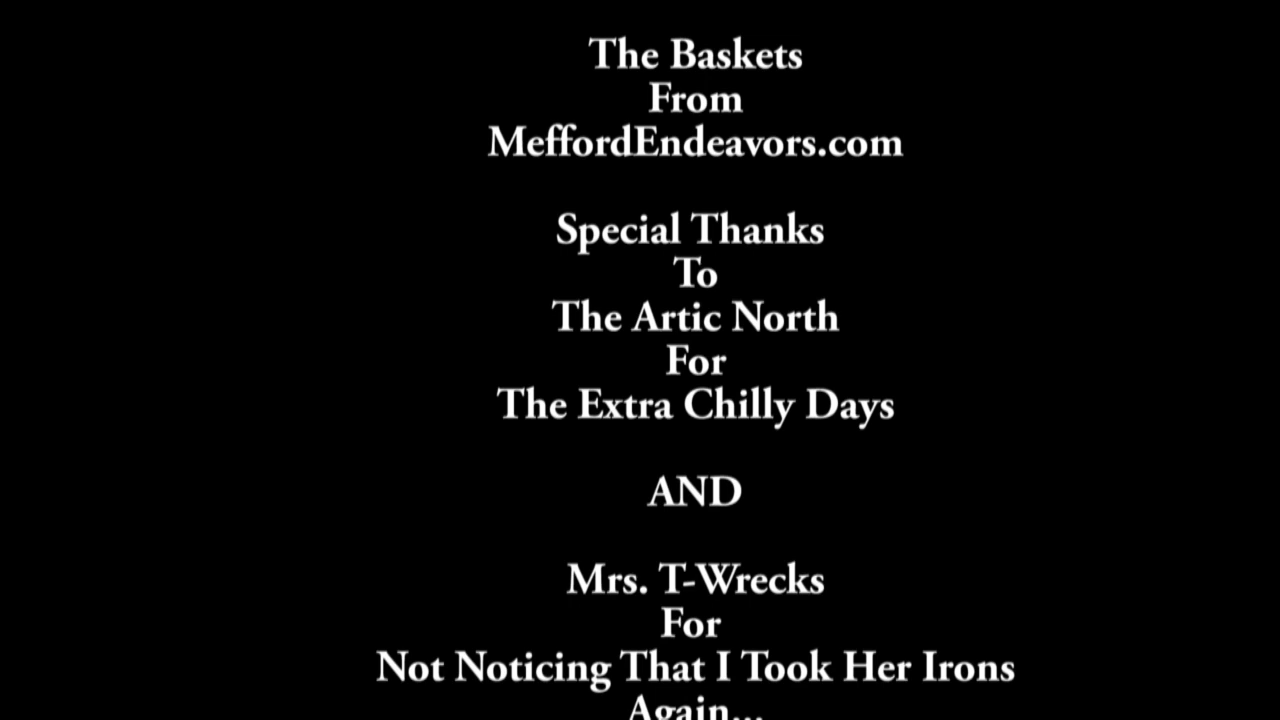 The Baskets
From
MeffordEndeavors.com
Special Thanks
To
The Artic North
For
The Extra Chilly Days
AND
Mrs. T-Wrecks
For
Not Noticing That I Took Her Irons
Again...